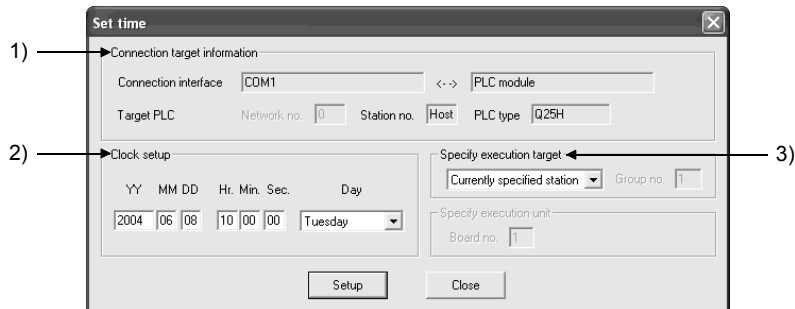 Set time
1)
Connection target information
Connection interface COM1 <--> PLC module
Target PLC Network no. 0 Station no. Host PLC type Q25H
2)
Clock setup
YY MM DD Hr. Min. Sec. Day
2004 06 08 10 00 00 Tuesday
Specify execution target
3)
Currently specified station Group no. 1
Specify execution unit
Board no. 1
Setup Close